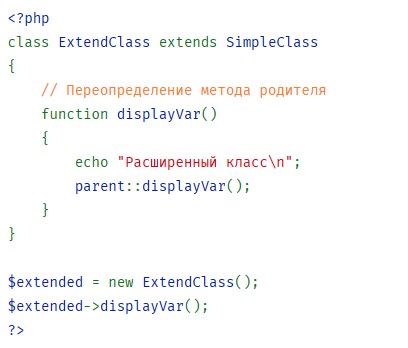 <?php
class ExtendClass extends SimpleClass
{
    // Переопределение метода родителя
    function displayVar()
    {
        echo "Расширенный класс\n";
        parent::displayVar();
    }
}

$extended = new ExtendClass();
$extended->displayVar();
?>